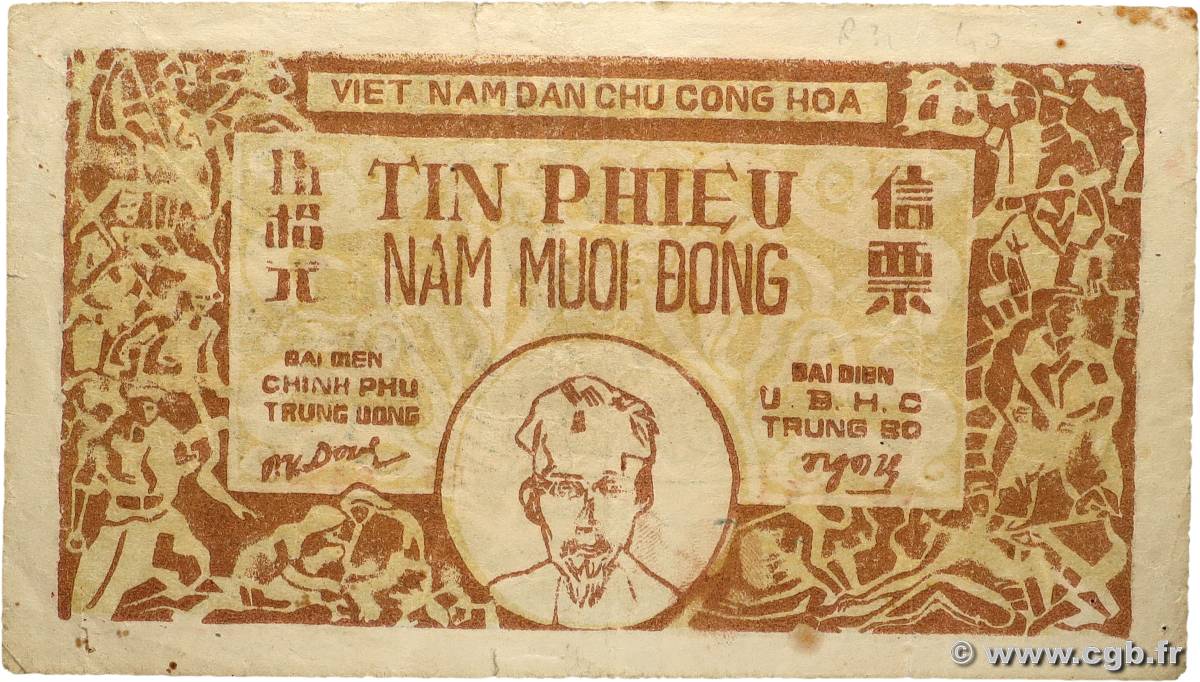 VIET NAM DAN CHU CONG HOA
TIN PHIEU
NAM MUOI ĐONG
信票
ĐAI DIEN
CHINH PHU
TRUNG UONG
ĐAI DIEN
U.B.H.C
TRUNG BO
© www.cgb.fr